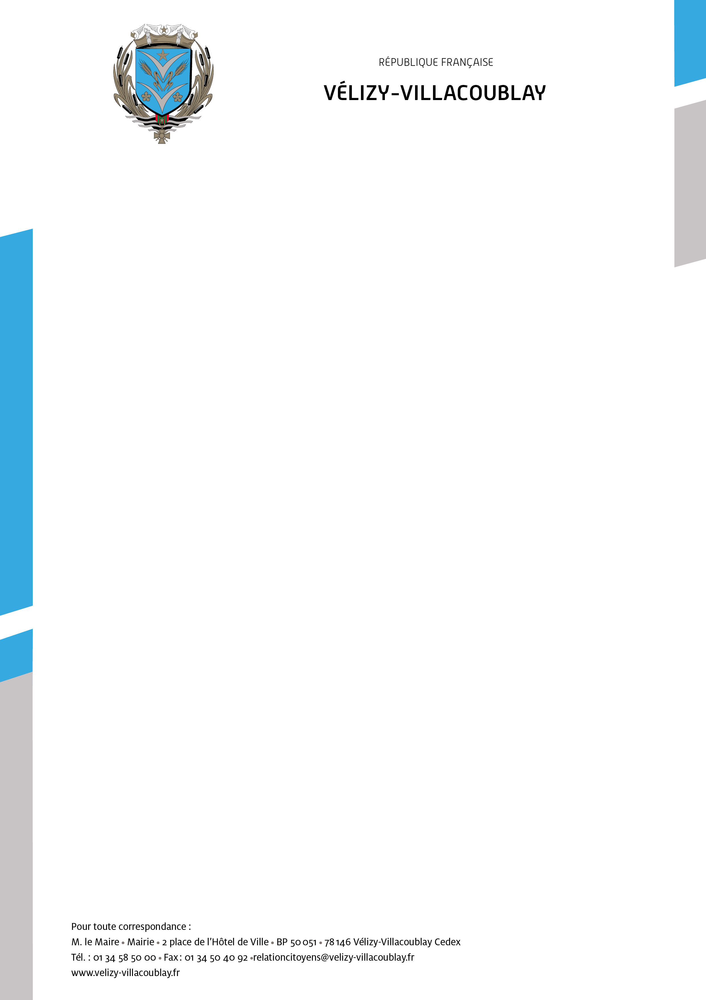 RÉPUBLIQUE FRANÇAISE
VÉLIZY-VILLACOUBLAY
Pour toute correspondance :
M. le Maire • Mairie • 2 place de l’Hôtel de Ville • BP 50 051 • 78 146 Vélizy-Villacoublay Cedex
Tél. : 01 34 58 50 00 • Fax : 01 34 50 40 92 •relationcitoyens@velizy-villacoublay.fr
www.velizy-villacoublay.fr